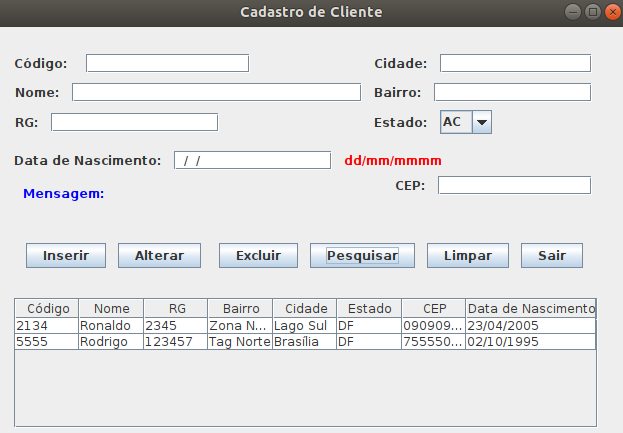 Cadastro de Cliente
Código: Cidade:
Nome: Bairro:
RG: Estado: AC
Data de Nascimento: / / dd/mm/mmmm
CEP:
Mensagem:
Inserir Alterar Excluir Pesquisar Limpar Sair
Código Nome RG Bairro Cidade Estado CEP Data de Nascimento
2134 Ronaldo 2345 Zona N... Lago Sul DF 090909... 23/04/2005
5555 Rodrigo 123457 Tag Norte Brasília DF 755550... 02/10/1995